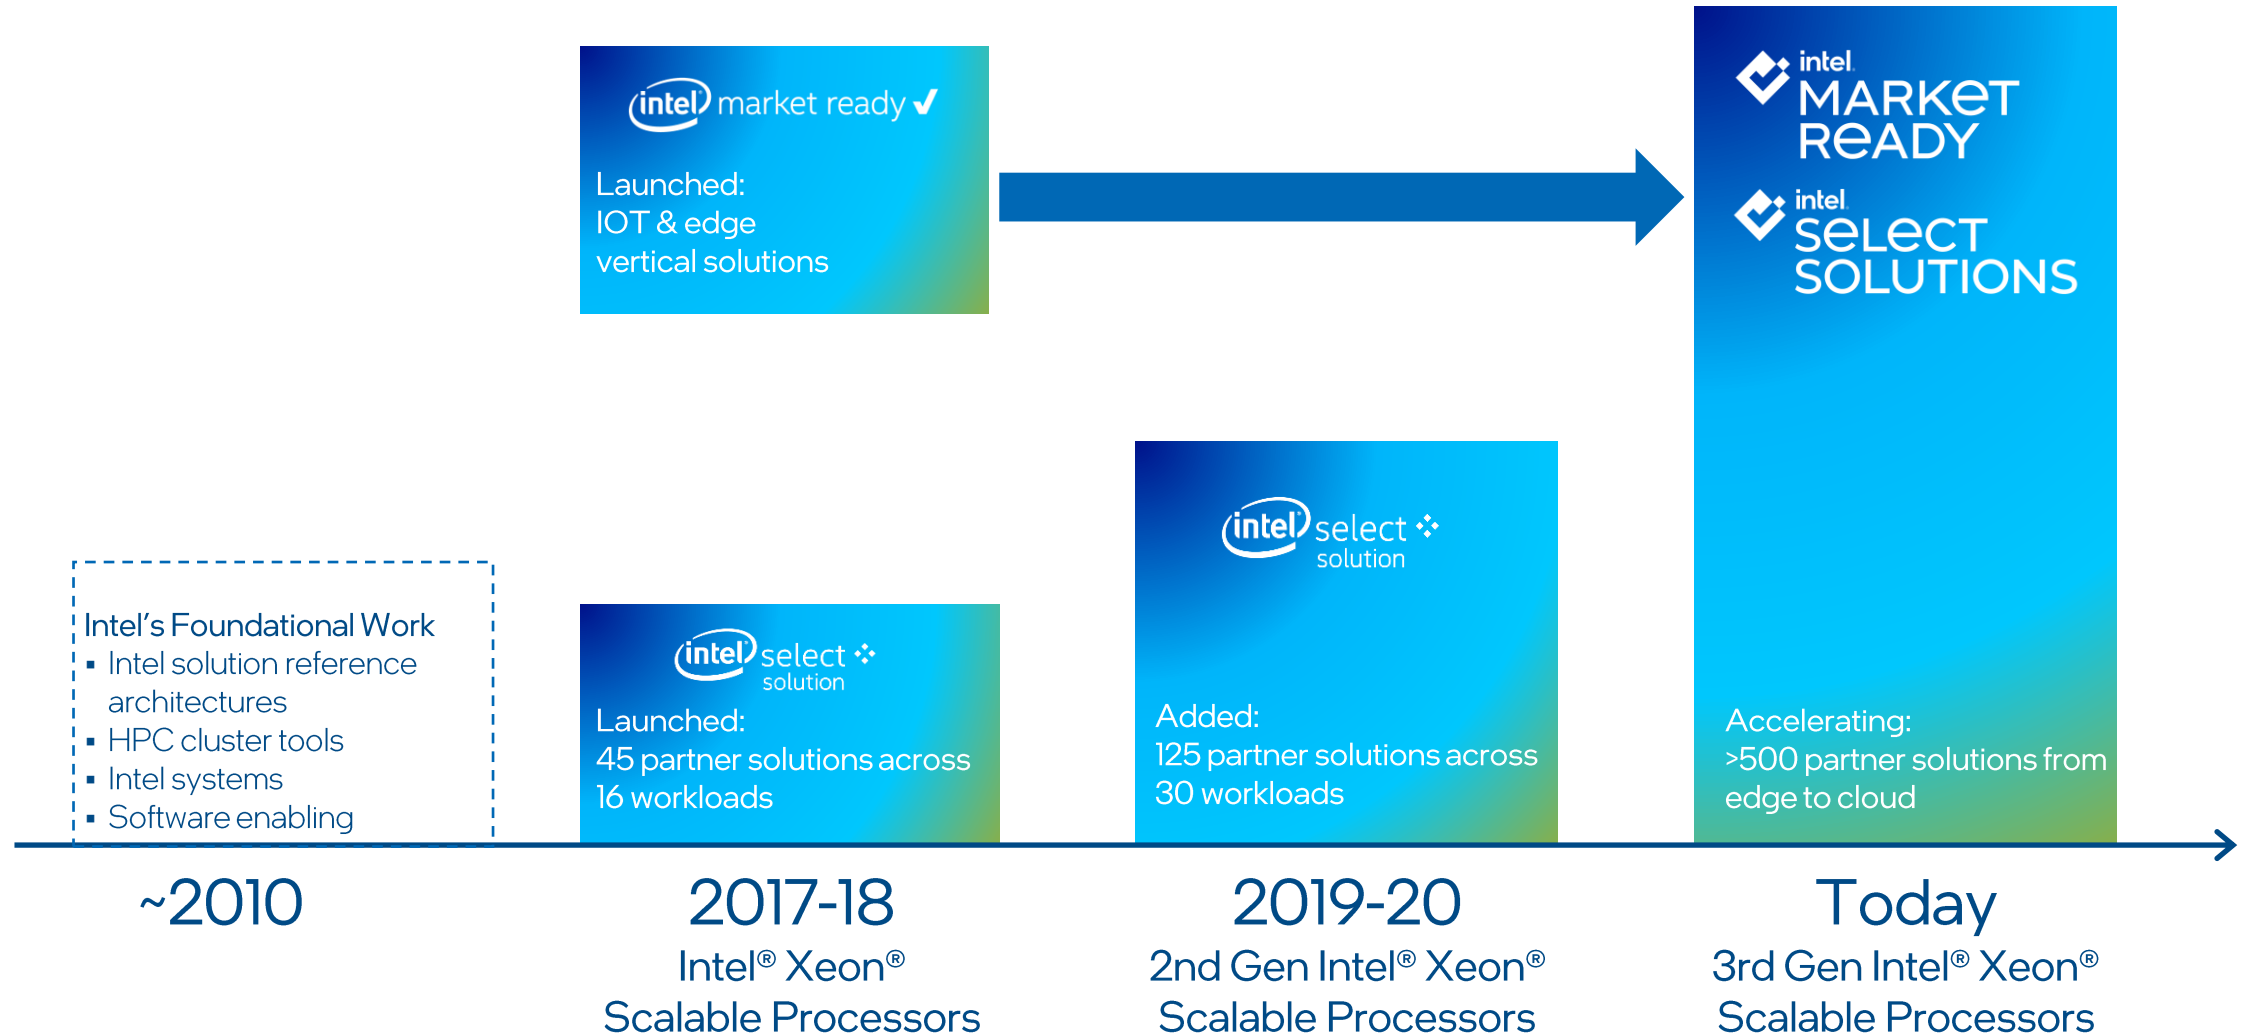 intel market ready
Launched:
IOT & edge
vertical solutions
intel
MARKET
READY
intel
SELECT
SOLUTIONS
Intel's Foundational Work
▪ Intel solution reference
architectures
▪ HPC cluster tools
▪ Intel systems
▪ Software enabling
intel select
solution
Launched:
45 partner solutions across
16 workloads
intel select
solution
Added:
125 partner solutions across
30 workloads
Accelerating:
>500 partner solutions from
edge to cloud
~2010
2017-18
Intel® Xeon®
Scalable Processors
2019-20
2nd Gen Intel® Xeon®
Scalable Processors
Today
3rd Gen Intel® Xeon®
Scalable Processors